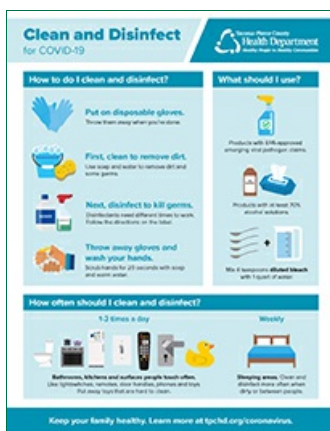 Clean and Disinfect
for COVID-19
Tacoma-Pierce County
Health Department
Healthy People in Healthy Communities
How to do I clean and disinfect?
Put on disposable gloves.
Throw them away when you're done.
First, clean to remove dirt.
Use soap and water to remove dirt and
some germs.
Next, disinfect to kill germs.
Disinfectants need different times to work.
Follow the directions on the label.
Throw away gloves and
wash your hands.
Scrub hands for 20 seconds with soap
and warm water.
What should I use?
Products with EPA-approved
emerging viral pathogen claims.
Products with at least 70%
alcohol solutions.
Mix 4 teaspoons diluted bleach
with 1 quart of water.
How often should I clean and disinfect?
1-2 times a day
Bathrooms, kitchens and surfaces people touch often.
Like lightswitches, remotes, door handles, phones and toys.
Put away toys that are hard to clean.
Weekly
Sleeping areas. Clean and
disinfect more often when
dirty or between people.
Keep your family healthy. Learn more at tpchd.org/coronavirus.